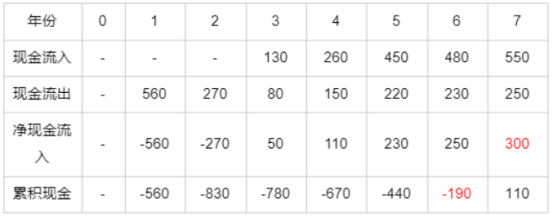 年份 0 1 2 3 4 5 6 7
现金流入 - - - 130 260 450 480 550
现金流出 - 560 270 80 150 220 230 250
净现金流
入 - -560 -270 50 110 230 250 300
累积现金 - -560 -830 -780 -670 -440 -190 110